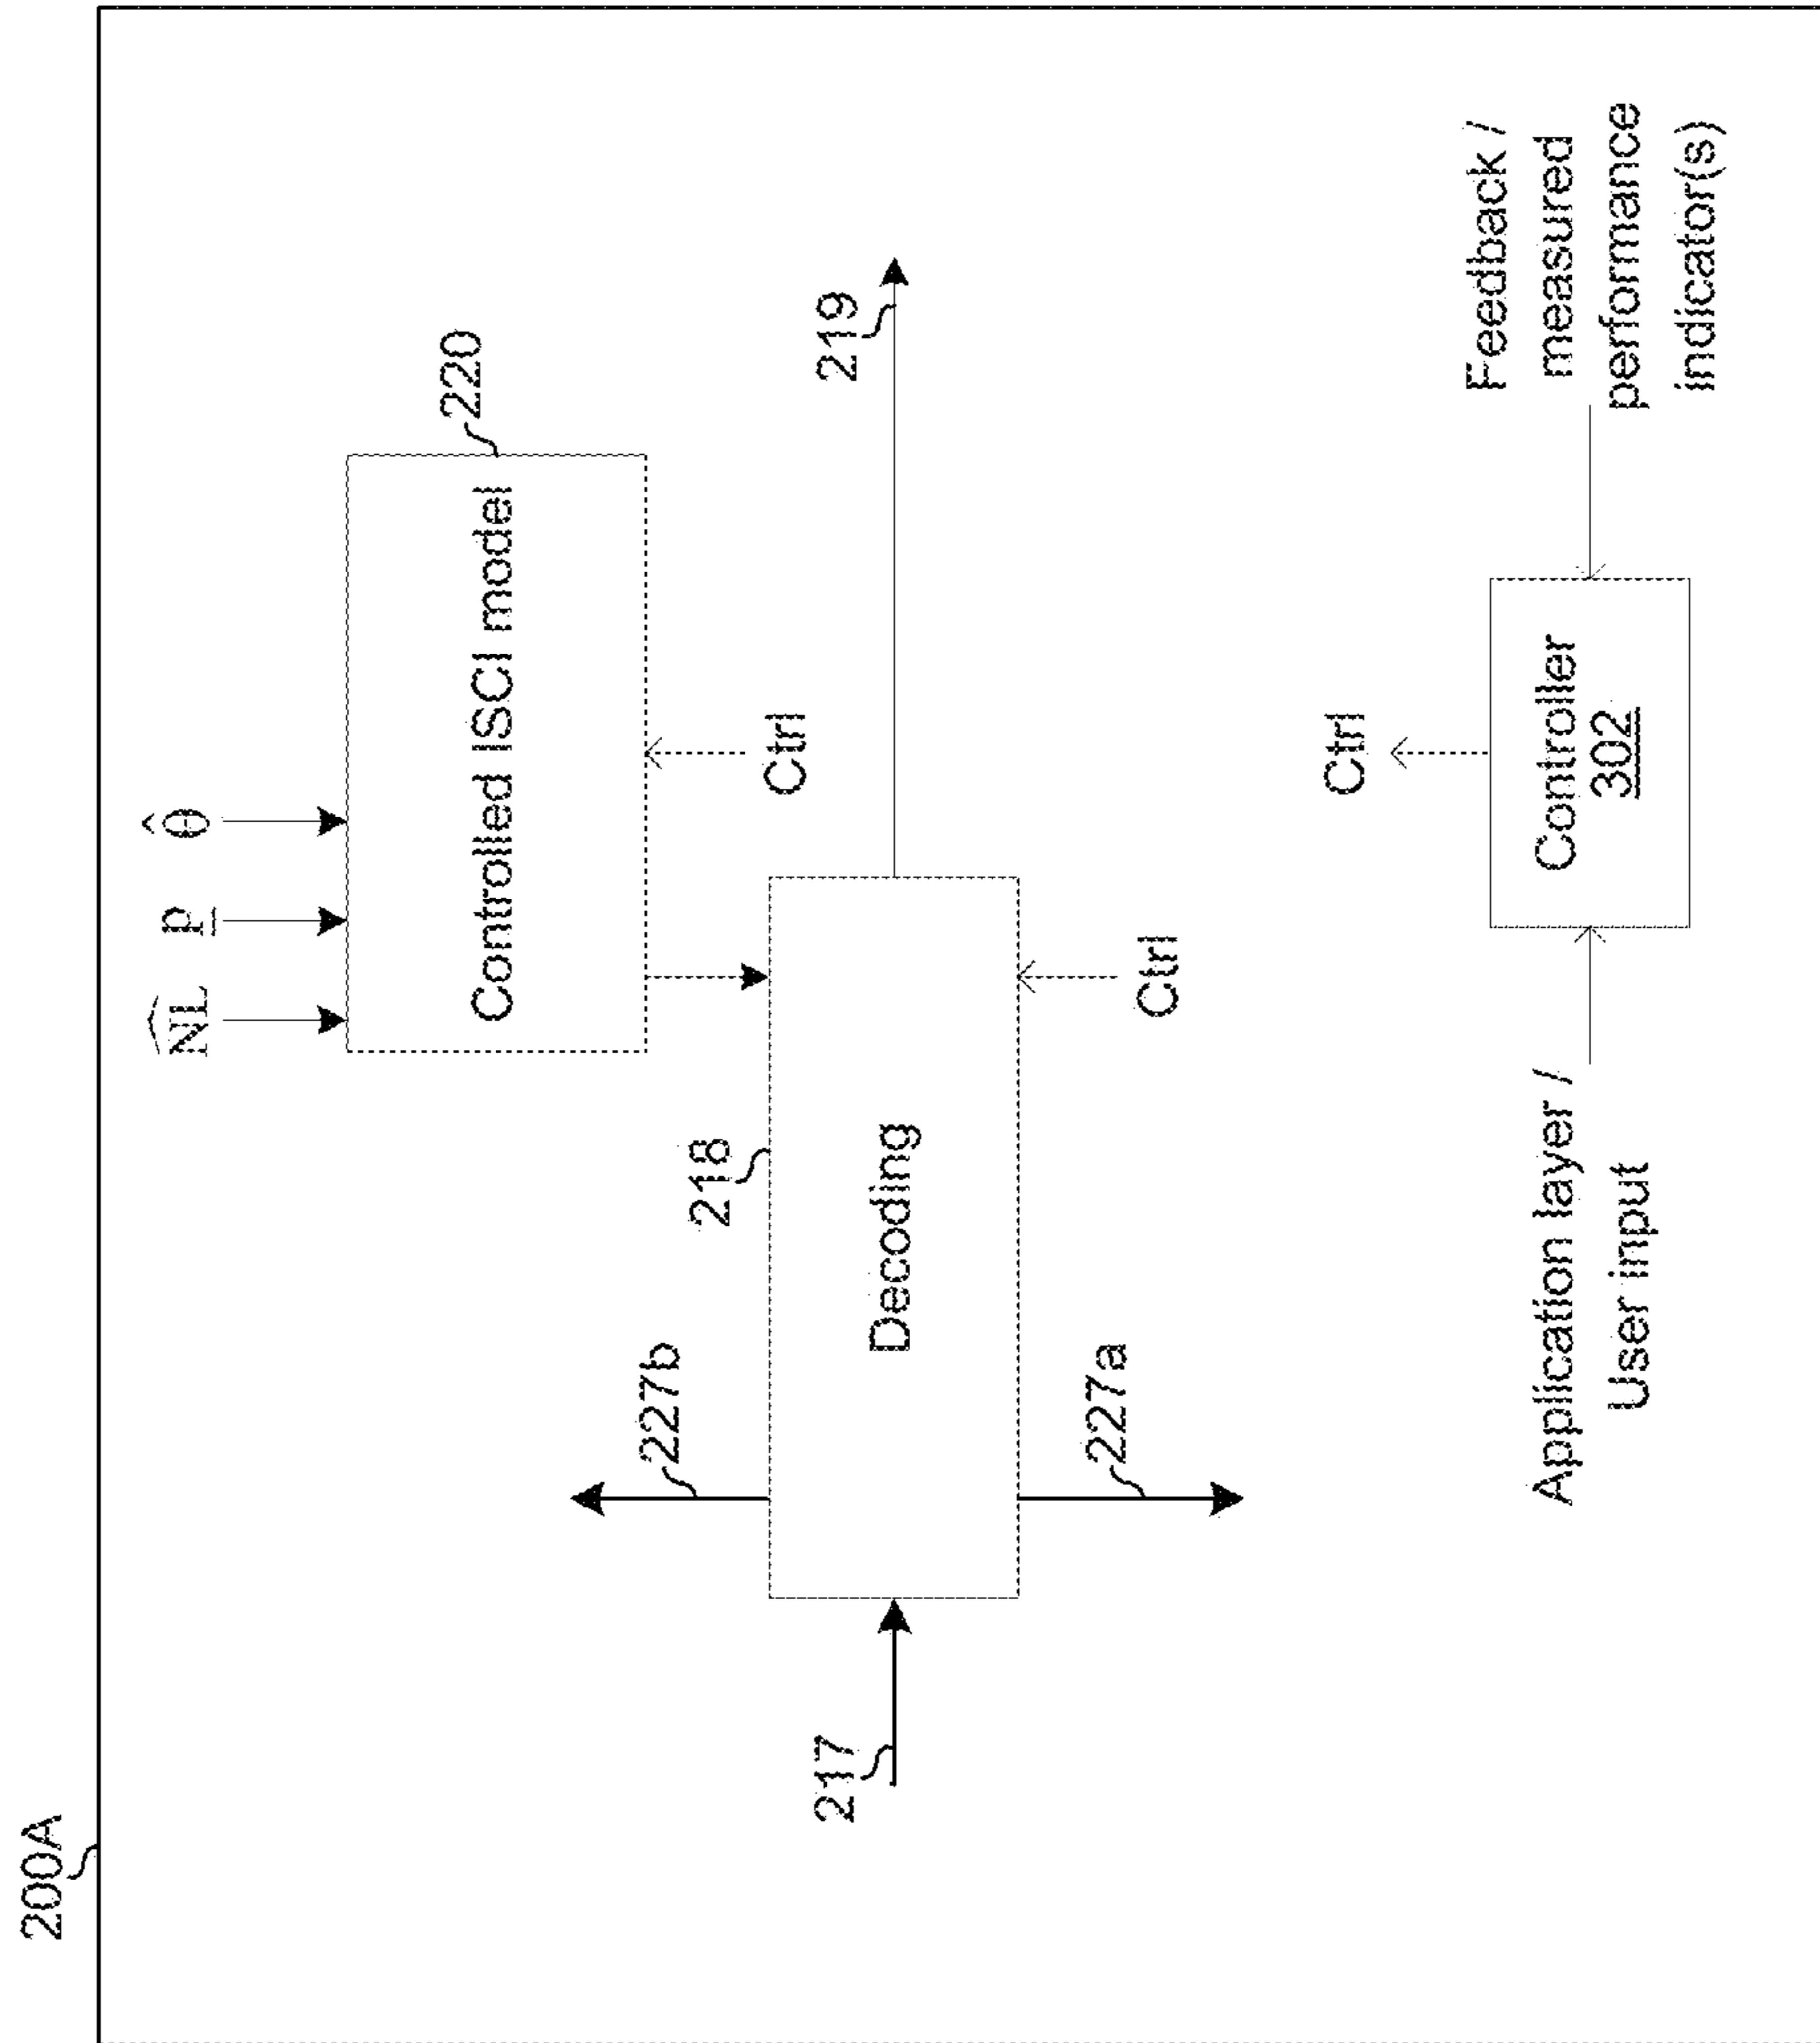 200A
N̂L
p
θ̂
Controlled ISCI model
220
Ctrl
227b
218
217
Decoding
219
227a
Ctrl
Ctrl
Application layer /
User input
Controller
302
Feedback /
measured
performance
indicator(s)